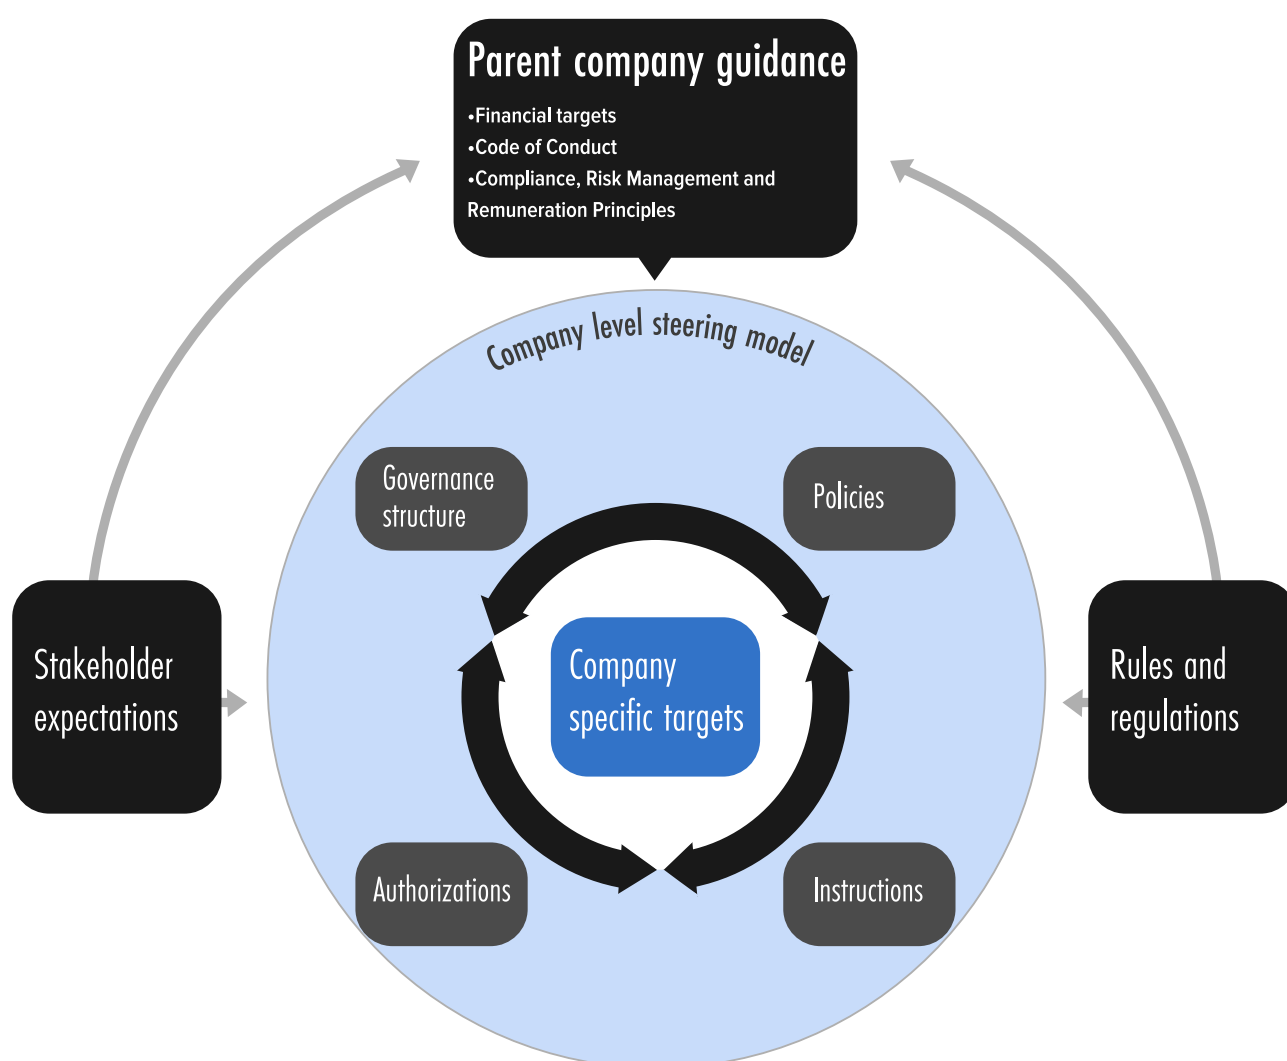 Parent company guidance
•Financial targets
•Code of Conduct
•Compliance, Risk Management and
Remuneration Principles
Company level steering model
Governance
structure
Policies
Stakeholder
expectations
Company
specific targets
Rules and
regulations
Authorizations
Instructions